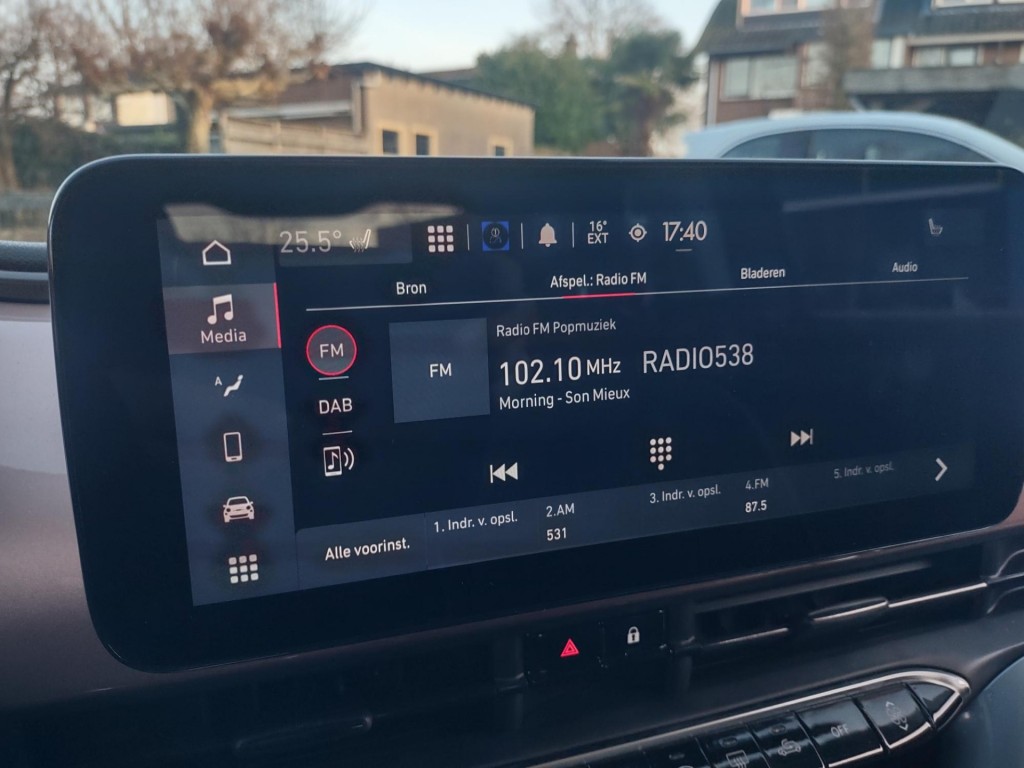 25.5°
16°
EXT
17:40
Bron
Afspel.: Radio FM
Bladeren
Audio
Media
A
FM
DAB
FM
Radio FM Popmuziek
102.10 MHz RADIO538
Morning - Son Mieux
Alle voorinst.
1. Indr. v. opsl.
2.AM
531
3. Indr. v. opsl.
4.FM
87.5
5. Indr. v. opsl.
OFF